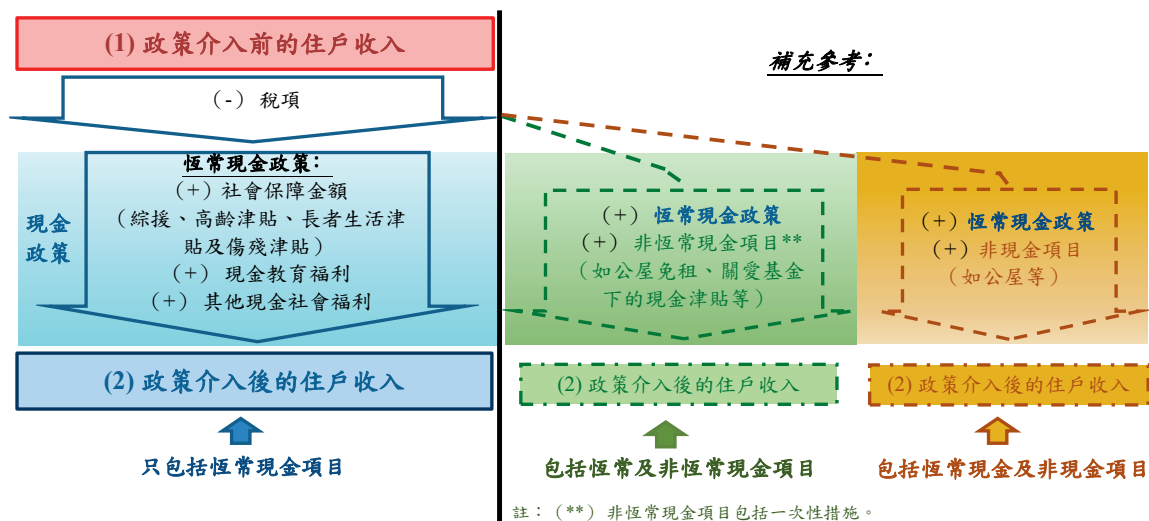 (1) 政策介入前的住戶收入
（-）稅項
現金
政策
恆常現金政策：
（+）社會保障金額
（綜援、高齡津貼、長者生活津
貼及傷殘津貼）
（+）現金教育福利
（+）其他現金社會福利
(2) 政策介入後的住戶收入
只包括恆常現金項目
補充參考：
（+）恆常現金政策
（+）非恆常現金項目**
（如公屋免租、關愛基金
下的現金津貼等）
(2) 政策介入後的住戶收入
包括恆常及非恆常現金項目
（+）恆常現金政策
（+）非現金項目
（如公屋等）
(2) 政策介入後的住戶收入
包括恆常現金及非現金項目
註：（**）非恆常現金項目包括一次性措施。